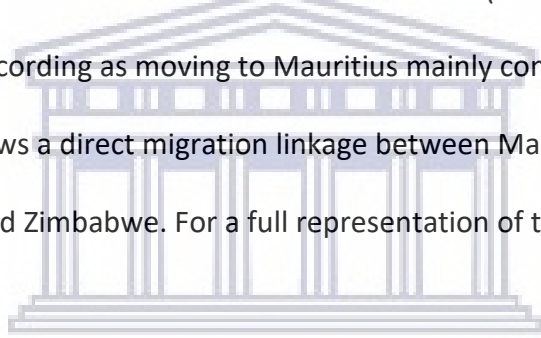 cording as moving to Mauritius mainly con
ws a direct migration linkage between Ma
d Zimbabwe. For a full representation of t